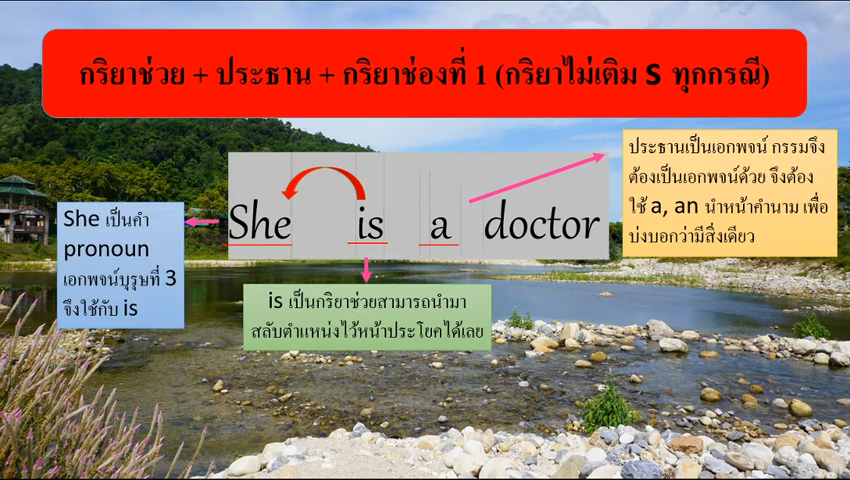 กริยาช่วย + ประธาน + กริยาช่องที่ 1 (กริยาไม่เติม S ทุกกรณี)
ประธานเป็นเอกพจน์ กรรมจึง
ต้องเป็นเอกพจน์ด้วย จึงต้อง
ใช้ a, an นำหน้าคำนาม เพื่อ
บ่งบอกว่ามีสิ่งเดียว
She is a doctor
She เป็นคำ
pronoun
เอกพจน์บุรุษที่ 3
จึงใช้กับ is
is เป็นกริยาช่วยสามารถนำมา
สลับตำแหน่งไว้หน้าประโยคได้เลย